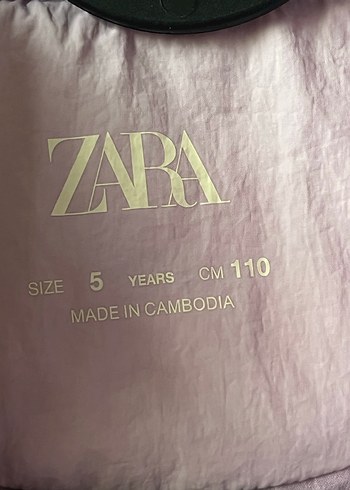 ZARA
SIZE 5 YEARS CM 110
MADE IN CAMBODIA